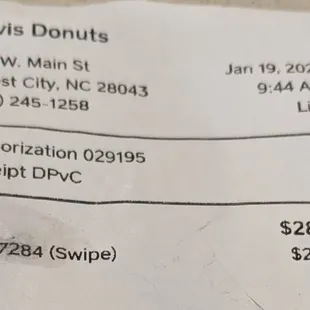 vis Donuts
W. Main St
st City, NC 28043
) 245-1258
Jan 19, 202
9:44 A
Li
orization 029195
ipt DPvC
$28
7284 (Swipe)
$2